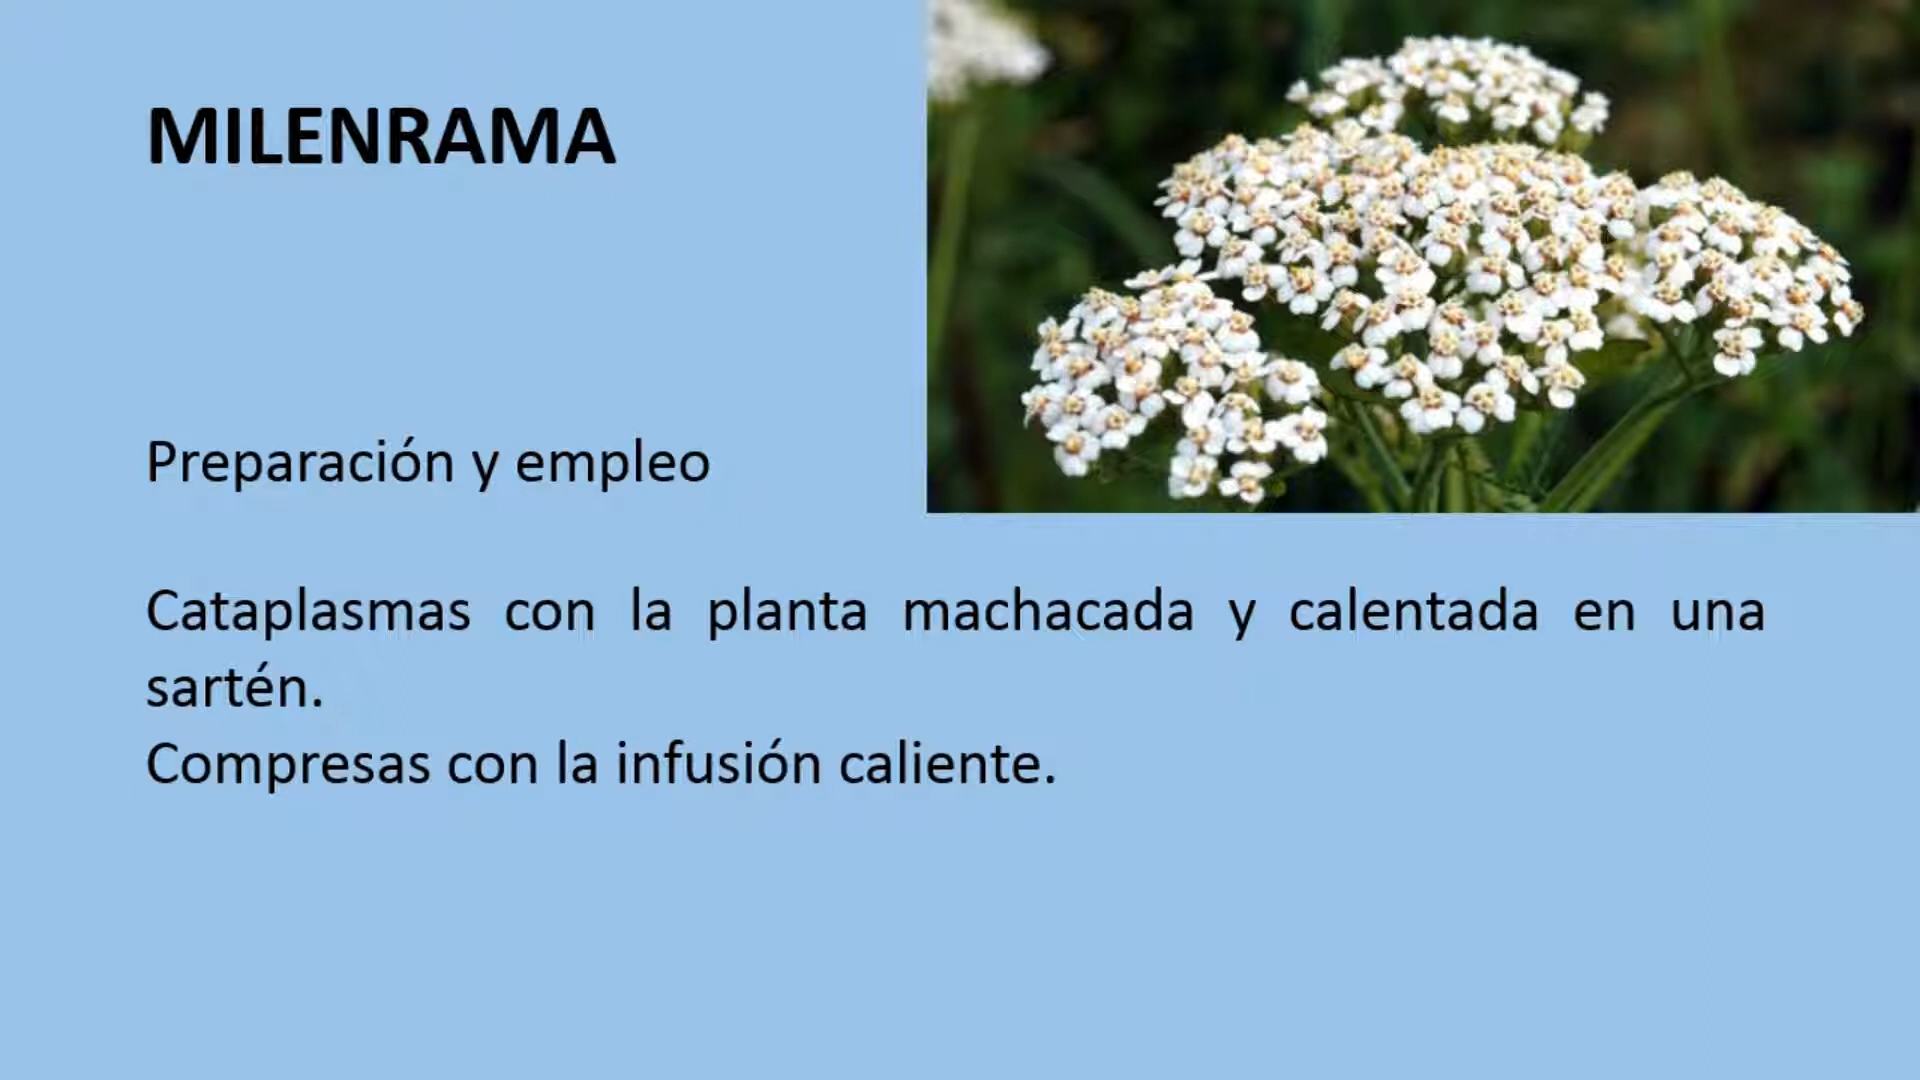 MILENRAMA
Preparación y empleo
Cataplasmas con la planta machacada y calentada en una
sartén.
Compresas con la infusión caliente.